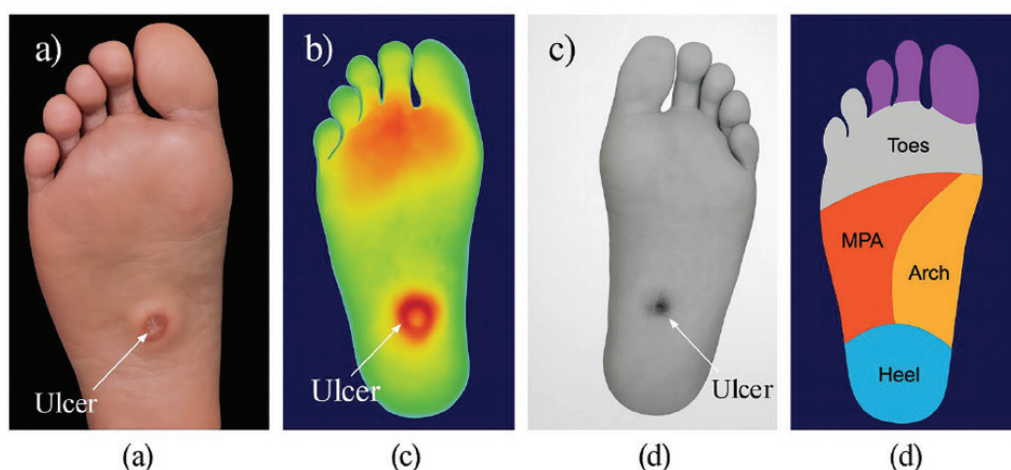 a)
Ulcer
b)
Ulcer
c)
Ulcer
Toes
MPA
Arch
Heel
(a)
(c)
(d)
(d)